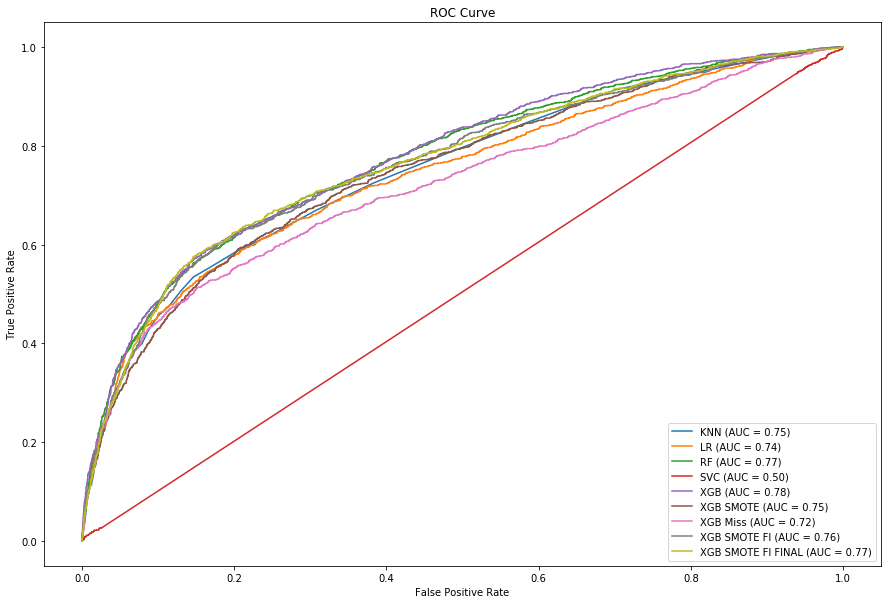 ROC Curve
True Positive Rate
1.0
0.8
0.6
0.4
0.2
0.0
KNN (AUC = 0.75)
LR (AUC = 0.74)
RF (AUC = 0.77)
SVC (AUC = 0.50)
XGB (AUC = 0.78)
XGB SMOTE (AUC = 0.75)
XGB Miss (AUC = 0.72)
XGB SMOTE FI (AUC = 0.76)
XGB SMOTE FI FINAL (AUC = 0.77)
0.0 0.2 0.4 0.6 0.8 1.0
False Positive Rate